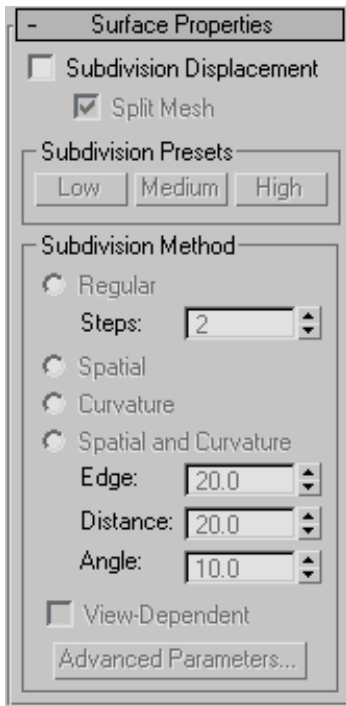 - Surface Properties
Subdivision Displacement
Split Mesh
Subdivision Presets
Low Medium High
Subdivision Method
Regular
Steps: 2
Spatial
Curvature
Spatial and Curvature
Edge: 20.0
Distance: 20.0
Angle: 10.0
View-Dependent
Advanced Parameters...